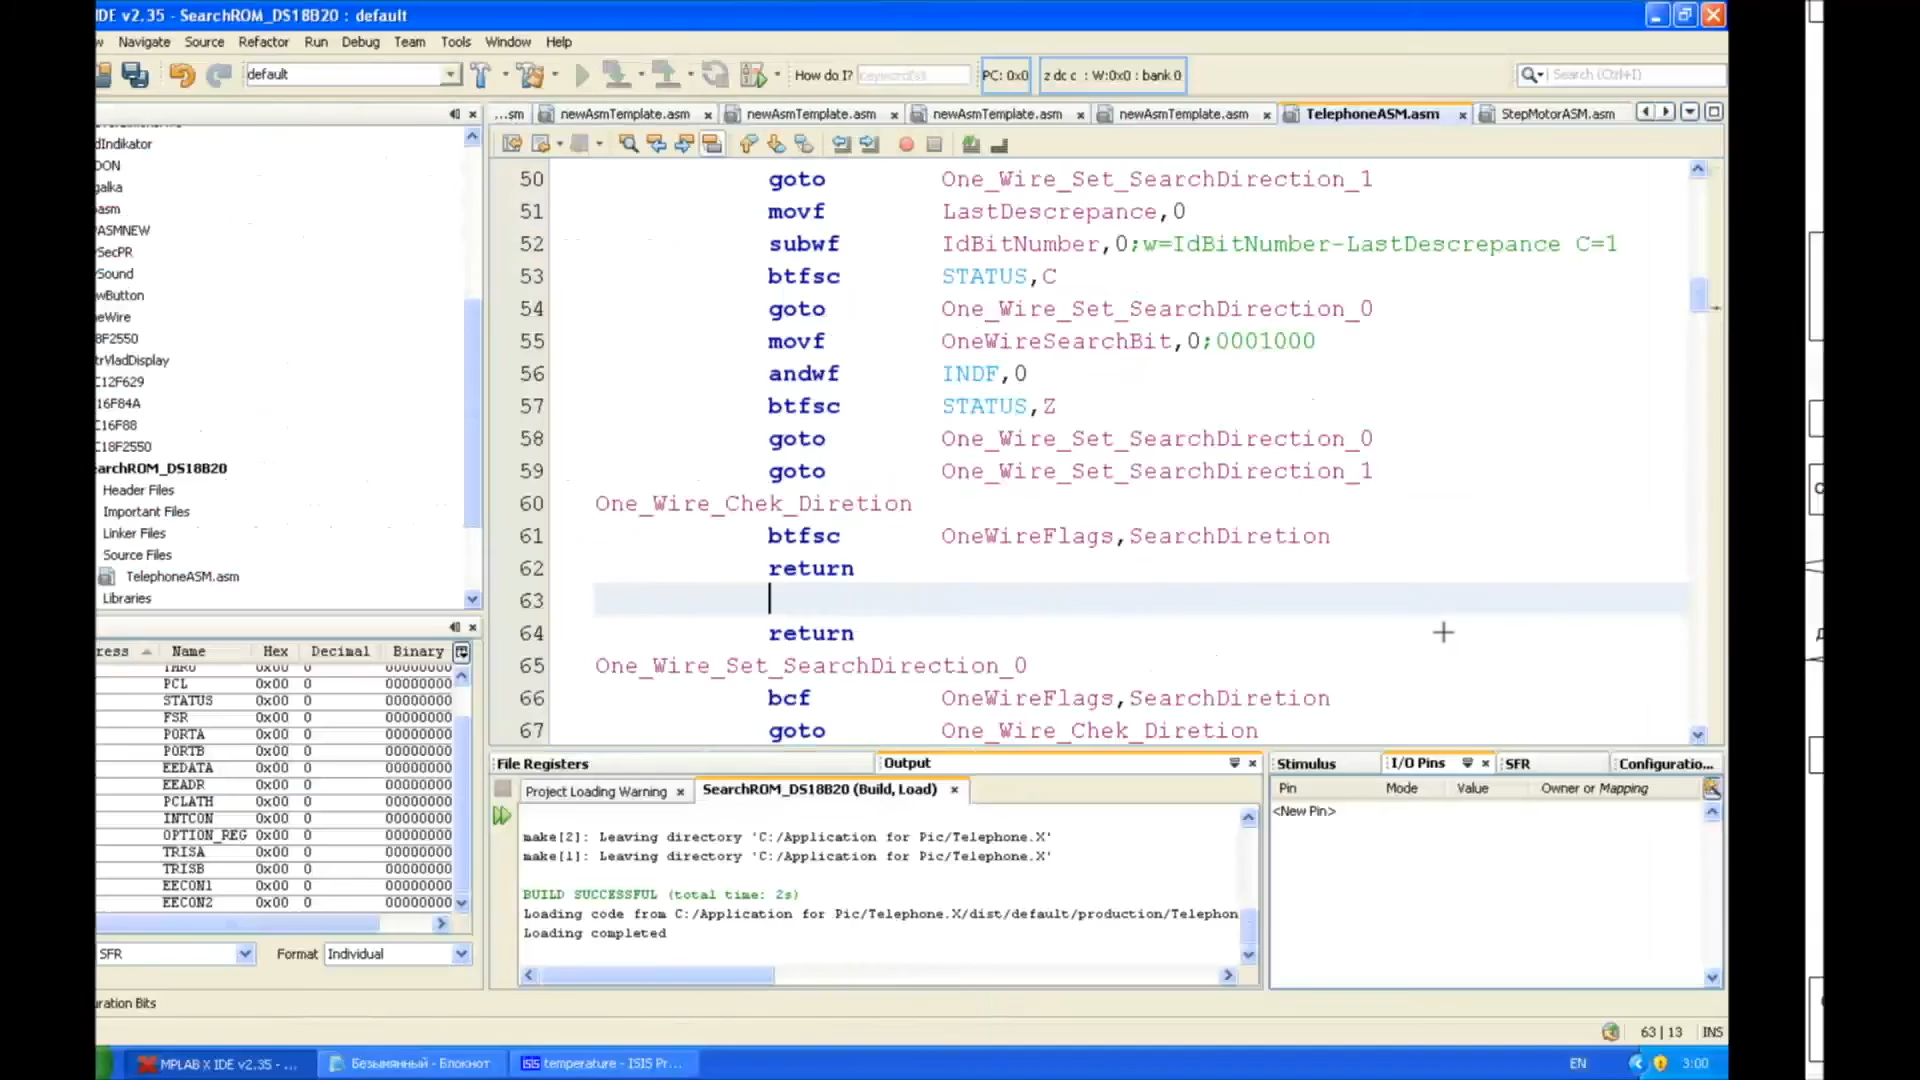 IDE v2.35 - SearchROM_DS18B20 : default
Navigate Source Refactor Run Debug Team Tools Window Help
default
How do I?
PC: 0x0
z dc c : W:0x0 : bank 0
Search (Ctrl+I)
...sm
newAsmTemplate.asm
newAsmTemplate.asm
newAsmTemplate.asm
newAsmTemplate.asm
TelephoneASM.asm
StepMotorASM.asm
dIndikator
DON
galka
asm
ASMNEW
SecPR
Sound
wButton
eWire
8F2550
trVladDisplay
C12F629
16F84A
C16F88
C18F2550
earchROM_DS18B20
Header Files
Important Files
Linker Files
Source Files
TelephoneASM.asm
Libraries
50 goto One_Wire_Set_SearchDirection_1
51 movf LastDescrepance,0
52 subwf IdBitNumber,0;w=IdBitNumber-LastDescrepance C=1
53 btfsc STATUS,C
54 goto One_Wire_Set_SearchDirection_0
55 movf OneWireSearchBit,0;0001000
56 andwf INDF,0
57 btfsc STATUS,Z
58 goto One_Wire_Set_SearchDirection_0
59 goto One_Wire_Set_SearchDirection_1
60 One_Wire_Chek_Diretion
61 btfsc OneWireFlags,SearchDiretion
62 return
63
64 return
65 One_Wire_Set_SearchDirection_0
66 bcf OneWireFlags,SearchDiretion
67 goto One_Wire_Chek_Diretion
ress Name Hex Decimal Binary
PCL 0x00 0 00000000
STATUS 0x00 0 00000000
FSR 0x00 0 00000000
PORTA 0x00 0 00000000
PORTB 0x00 0 00000000
EEDATA 0x00 0 00000000
EEADR 0x00 0 00000000
PCLATH 0x00 0 00000000
INTCON 0x00 0 00000000
OPTION_REG 0x00 0 00000000
TRISA 0x00 0 00000000
TRISB 0x00 0 00000000
EECON1 0x00 0 00000000
EECON2 0x00 0 00000000
SFR Format Individual
uration Bits
File Registers
Output
Project Loading Warning
SearchROM_DS18B20 (Build, Load)
make[2]: Leaving directory 'C:/Application for Pic/Telephone.X'
make[1]: Leaving directory 'C:/Application for Pic/Telephone.X'
BUILD SUCCESSFUL (total time: 2s)
Loading code from C:/Application for Pic/Telephone.X/dist/default/production/Telephon
Loading completed
Stimulus
I/O Pins
SFR
Configuratio...
Pin Mode Value Owner or Mapping
<New Pin>
63 | 13 INS
MPLAB X IDE v2.35 - ...
Безымянный - Блокнот
temperature - ISIS Pr...
EN
3:00